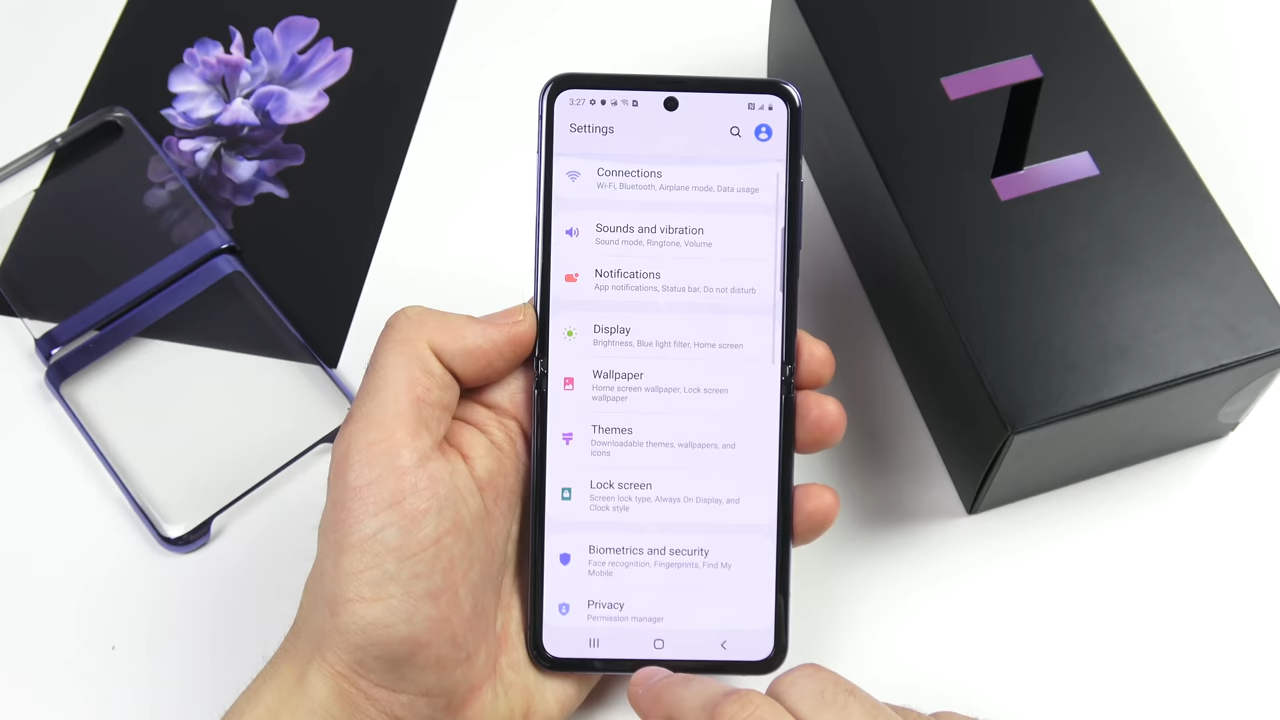 3:27
Settings
Connections
Wi-Fi, Bluetooth, Airplane mode, Data usage
Sounds and vibration
Sound mode, Ringtone, Volume
Notifications
App notifications, Status bar, Do not disturb
Display
Brightness, Blue light filter, Home screen
Wallpaper
Home screen wallpaper, Lock screen
wallpaper
Themes
Downloadable themes, wallpapers, and
icons
Lock screen
Screen lock type, Always On Display, and
Clock style
Biometrics and security
Face recognition, Fingerprints, Find My
Mobile
Privacy
Permission manager
Z